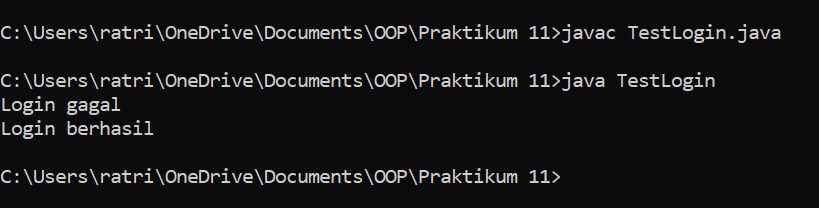 C:\Users\ratri\OneDrive\Documents\OOP\Praktikum 11>javac TestLogin.java
C:\Users\ratri\OneDrive\Documents\OOP\Praktikum 11>java TestLogin
Login gagal
Login berhasil
C:\Users\ratri\OneDrive\Documents\OOP\Praktikum 11>